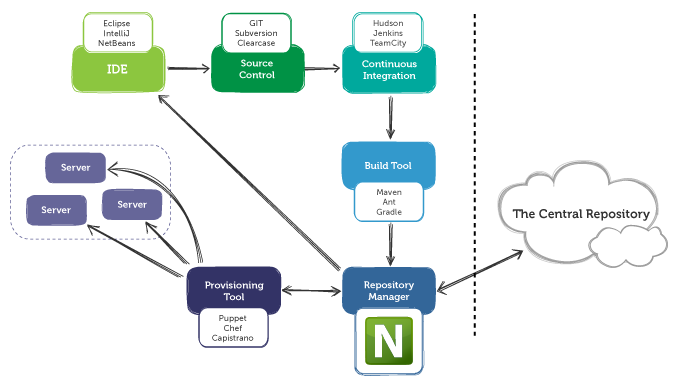 Eclipse
IntelliJ
NetBeans
IDE
GIT
Subversion
Clearcase
Source
Control
Hudson
Jenkins
TeamCity
Continuous
Integration
Build Tool
Maven
Ant
Gradle
Server
Server
Server
The Central Repository
Provisioning
Tool
Puppet
Chef
Capistrano
Repository
Manager
N